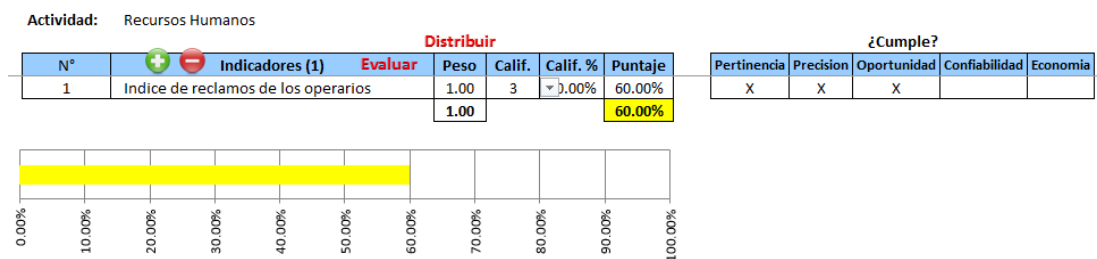 Actividad: Recursos Humanos
Distribuir
¿Cumple?
N° Indicadores (1) Evaluar Peso Calif. Calif. % Puntaje Pertinencia Precision Oportunidad Confiabilidad Economia
1 Indice de reclamos de los operarios 1.00 3 0.00% 60.00% X X X
1.00 60.00%
0.00% 10.00% 20.00% 30.00% 40.00% 50.00% 60.00% 70.00% 80.00% 90.00% 100.00%